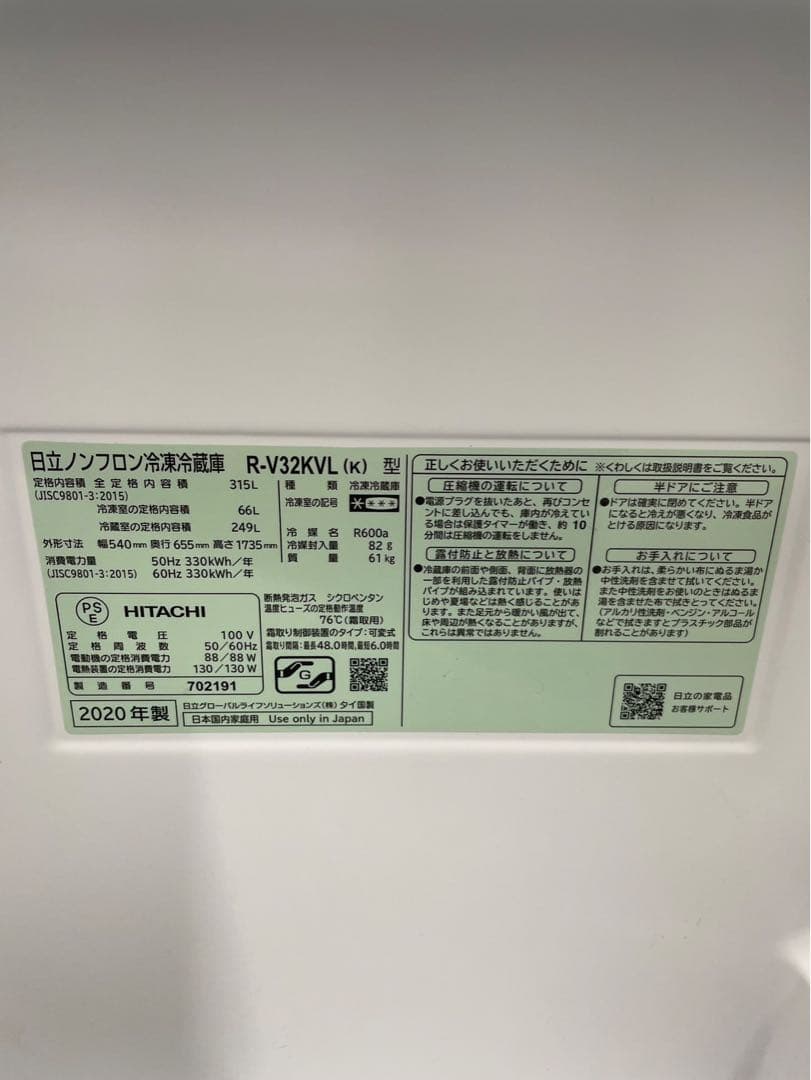 日立ノンフロン冷凍冷蔵庫 R-V32KVL (K) 型
定格内容積 全定格内容積 315L
(JISC9801-3:2015)
冷凍室の定格内容積 66L
冷蔵室の定格内容積 249L
外形寸法 幅540mm 奥行655mm 高さ1735mm
消費電力量 50Hz 330kWh/年
(JISC9801-3:2015) 60Hz 330kWh/年
種類 冷凍冷蔵庫
冷凍室の記号
冷媒名 R600a
冷媒封入量 82g
質量 61kg
PS
E
HITACHI
定格電圧 100V
定格周波数 50/60Hz
電動機の定格消費電力 88/88W
電熱装置の定格消費電力 130/130W
製造番号 702191
断熱発泡ガス シクロペンタン
温度ヒューズの定格動作温度
76℃(霜取用)
霜取り制御装置のタイプ:可変式
霜取り間隔:最長48.0時間,最短6.0時間
G
2020年製
日立グローバルライフソリューションズ(株) タイ国製
日本国内家庭用 Use only in Japan
正しくお使いいただくために ※くわしくは取扱説明書をご覧ください。
圧縮機の運転について
●電源プラグを抜いたあと、再びコンセ
ントに差し込んでも、庫内が冷えてい
る場合は保護タイマーが働き、約10
分間は圧縮機の運転をしません。
露付防止と放熱について
●冷蔵庫の前面や側面、背面に放熱器の
一部を利用した露付防止パイプ・放熱
パイプが組み込まれています。使いは
じめや夏場などは熱く感じることがあ
ります。また足元から暖かい風が出て、
床や周辺が熱くなることがありますが、
これらは異常ではありません。
半ドアにご注意
●ドアは確実に閉めてください。半ドア
になると冷えが悪くなり、冷凍食品が
とける原因になります。
お手入れについて
●お手入れは、柔らかい布にぬるま湯か
中性洗剤を含ませて拭いてください。
また中性洗剤をお使いのときはぬるま
湯を含ませた布で拭きとってください。
(アルカリ性洗剤・ベンジン・アルコール
などで拭きますとプラスチック部品が
割れることがあります)
日立の家電品
お客様サポート